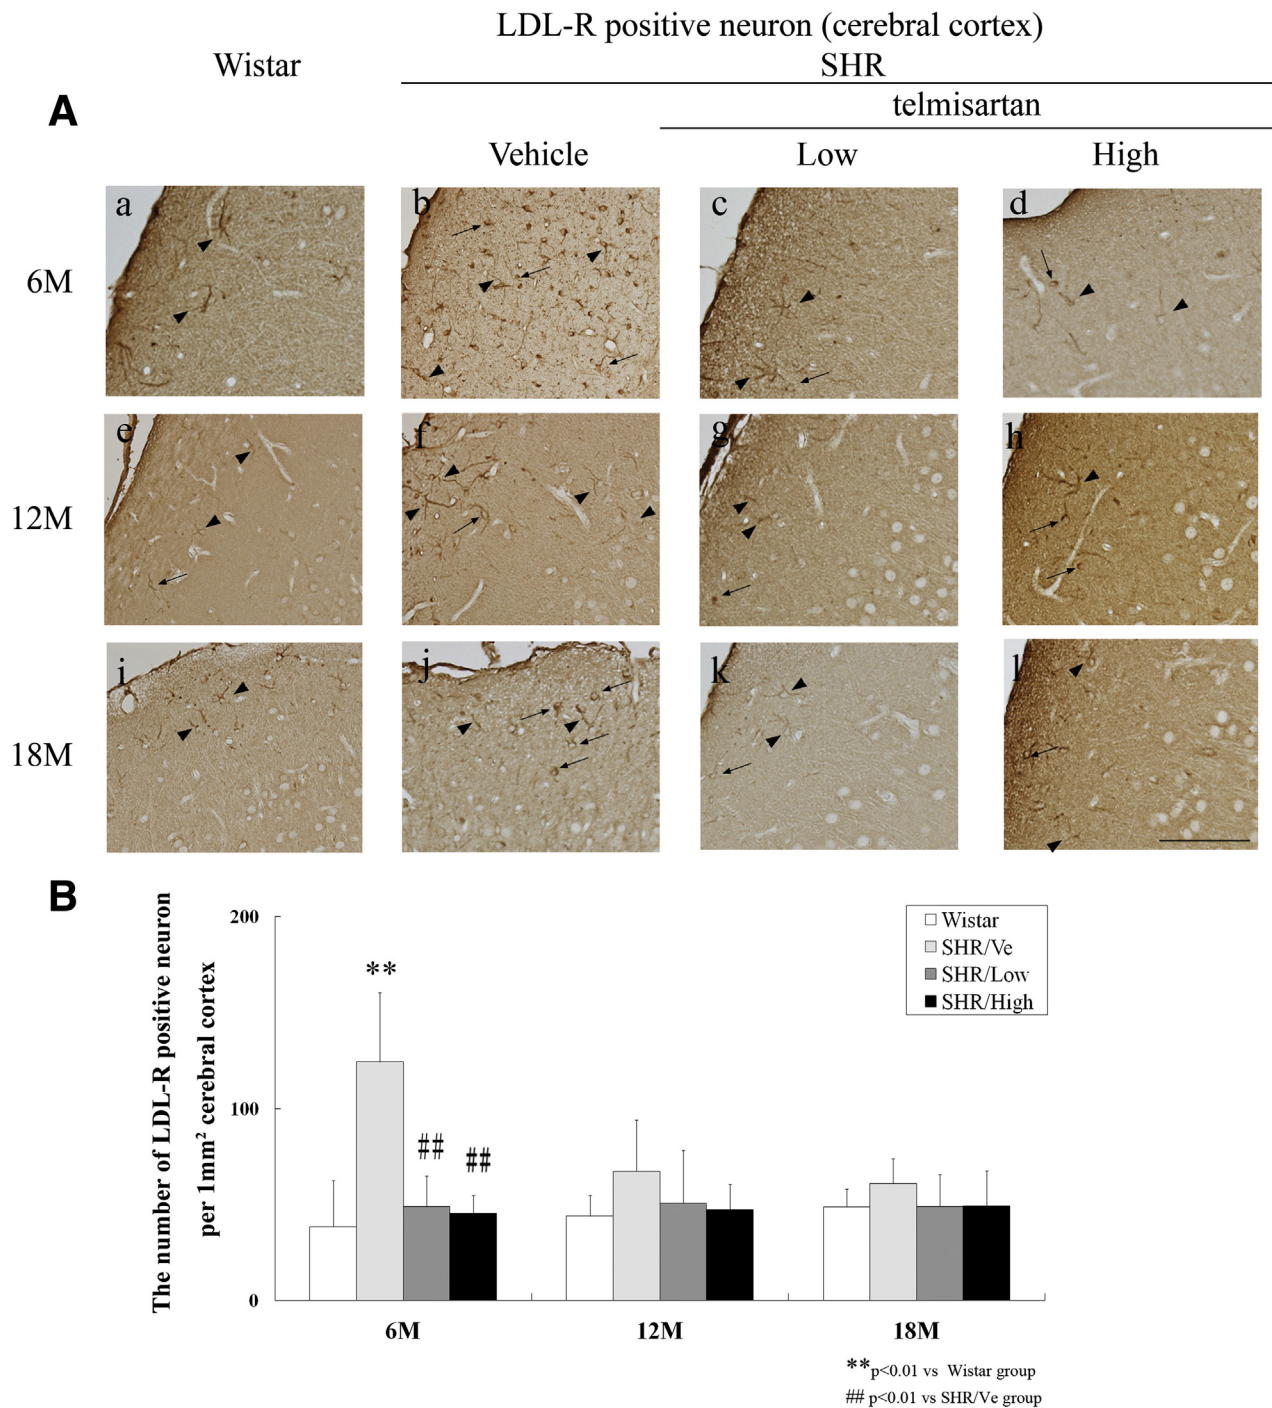 LDL-R positive neuron (cerebral cortex)
Wistar
SHR
A
telmisartan
Vehicle
Low
High
6M
a
b
c
d
12M
e
f
g
h
18M
i
j
k
l
B
The number of LDL-R positive neuron
per 1mm² cerebral cortex
200
100
0
**
##
##
Wistar
SHR/Ve
SHR/Low
SHR/High
6M
12M
18M
**p<0.01 vs Wistar group
## p<0.01 vs SHR/Ve group